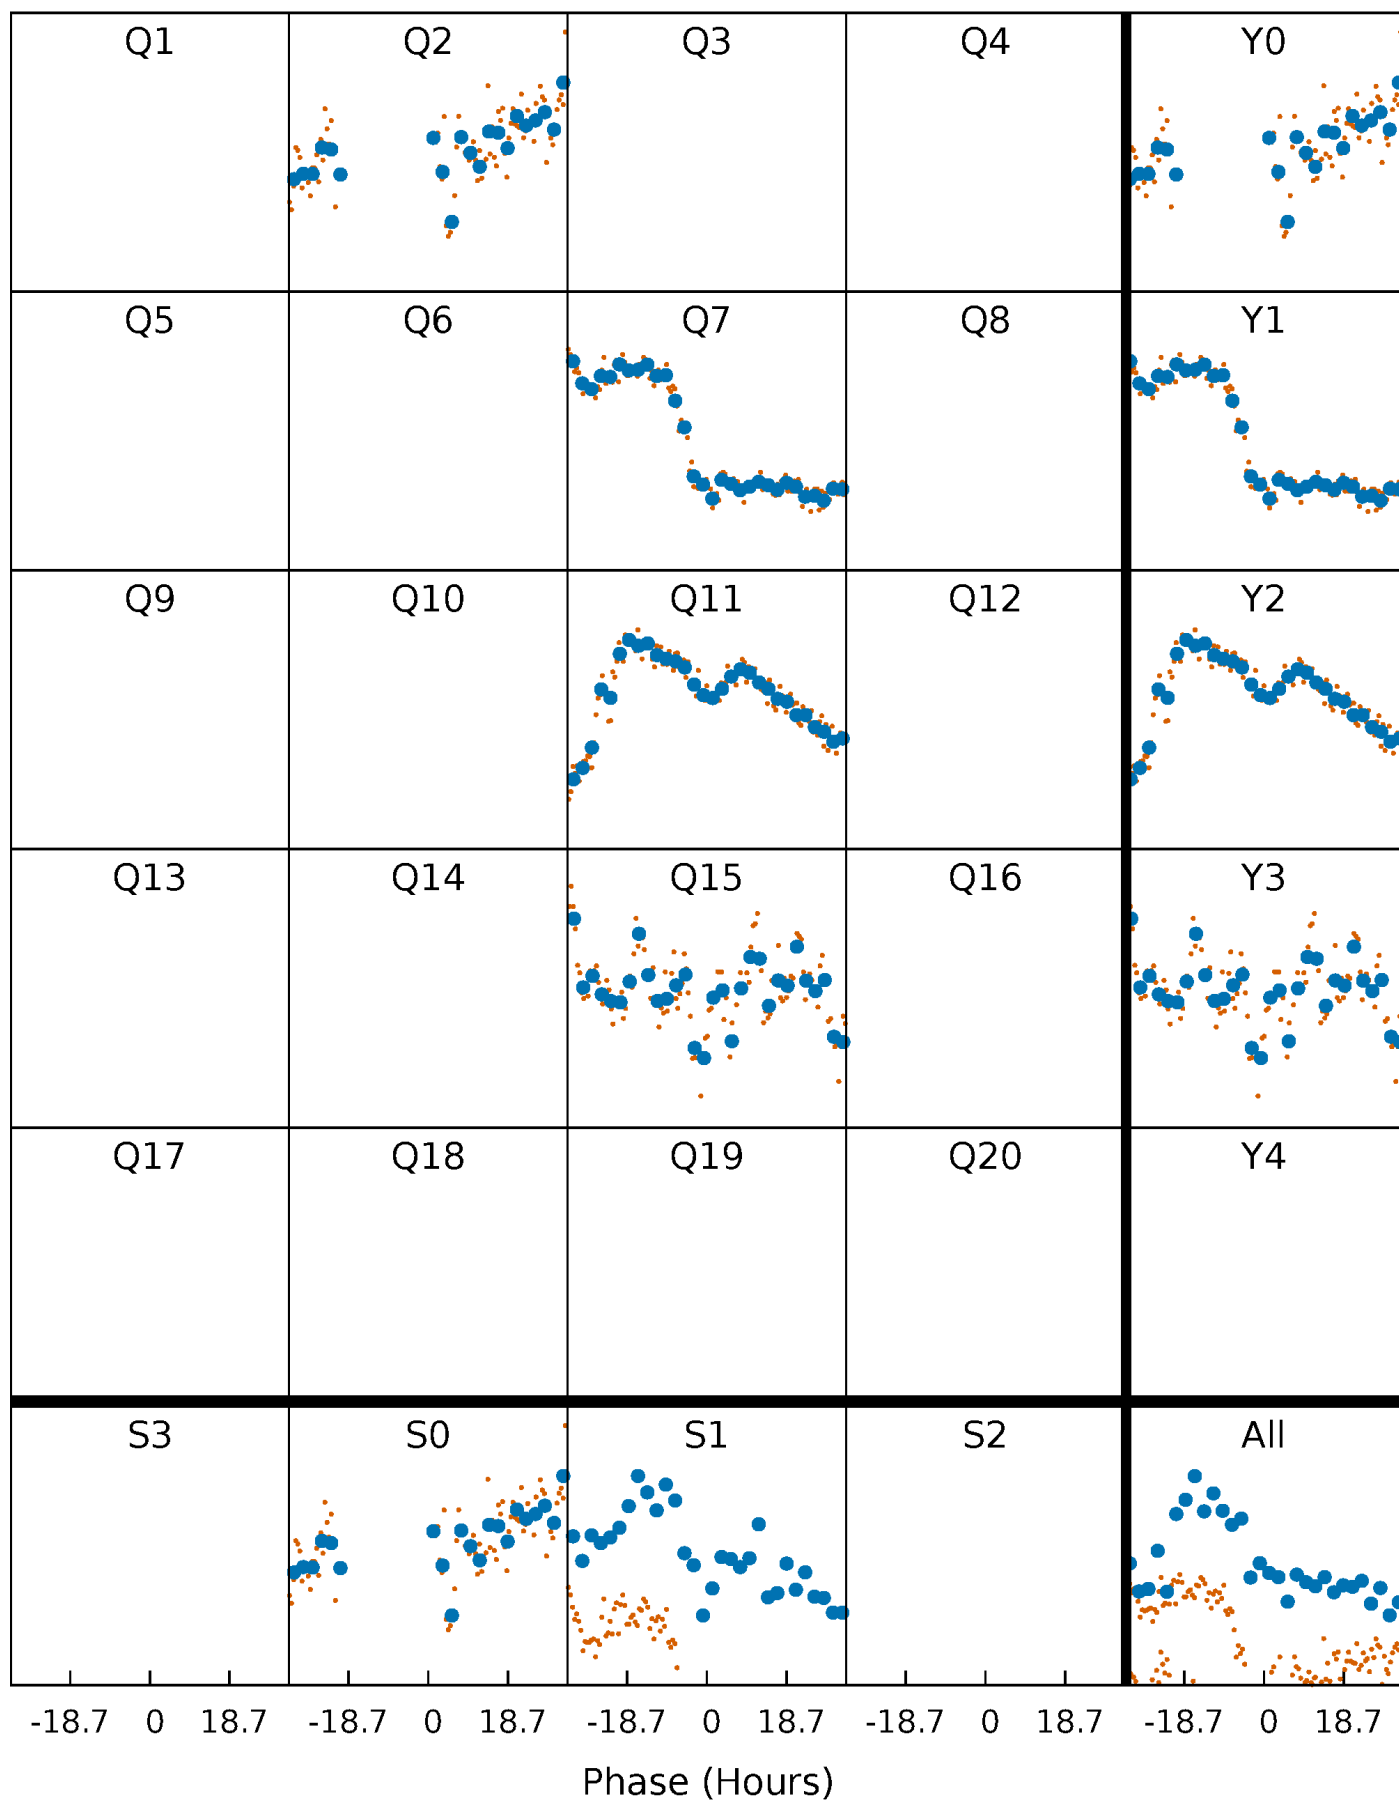 Q1 Q2 Q3 Q4 Y0
Q5 Q6 Q7 Q8 Y1
Q9 Q10 Q11 Q12 Y2
Q13 Q14 Q15 Q16 Y3
Q17 Q18 Q19 Q20 Y4
S3 S0 S1 S2 All
-18.7 0 18.7 -18.7 0 18.7 -18.7 0 18.7 -18.7 0 18.7 -18.7 0 18.7
Phase (Hours)